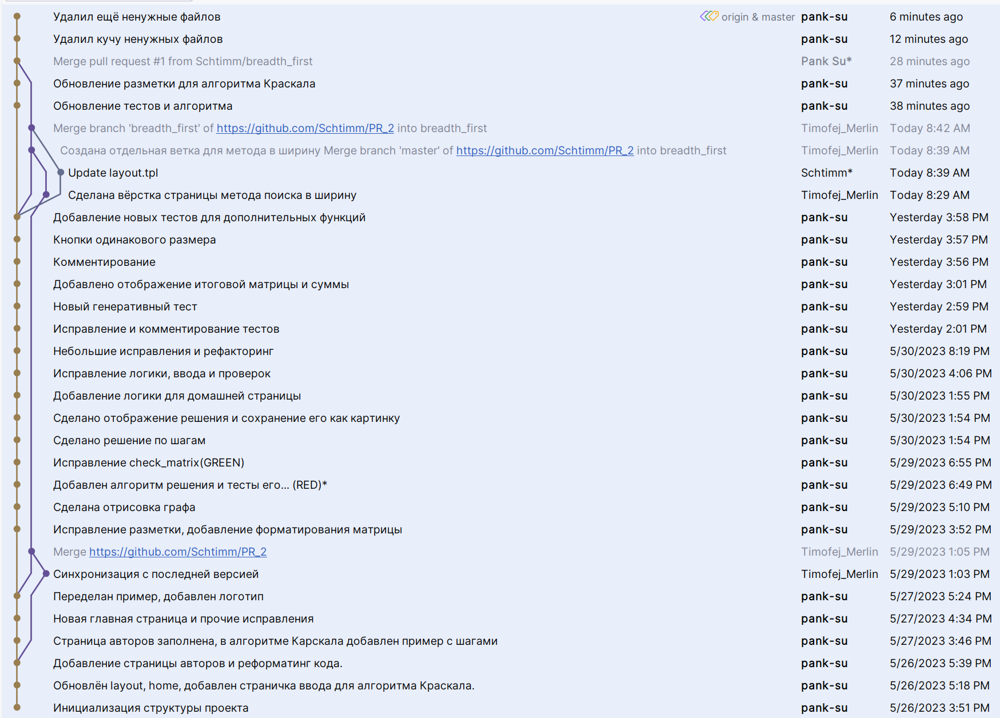 Удалил ещё ненужные файлов origin & master pank-su 6 minutes ago
Удалил кучу ненужных файлов pank-su 12 minutes ago
Merge pull request #1 from Schtimm/breadth_first Pank Su* 28 minutes ago
Обновление разметки для алгоритма Краскала pank-su 37 minutes ago
Обновление тестов и алгоритма pank-su 38 minutes ago
Merge branch 'breadth_first' of https://github.com/Schtimm/PR_2 into breadth_first Timofej_Merlin Today 8:42 AM
Создана отдельная ветка для метода в ширину Merge branch 'master' of https://github.com/Schtimm/PR_2 into breadth_first Timofej_Merlin Today 8:39 AM
Update layout.tpl Schtimm* Today 8:39 AM
Сделана вёрстка страницы метода поиска в ширину Timofej_Merlin Today 8:29 AM
Добавление новых тестов для дополнительных функций pank-su Yesterday 3:58 PM
Кнопки одинакового размера pank-su Yesterday 3:57 PM
Комментирование pank-su Yesterday 3:56 PM
Добавлено отображение итоговой матрицы и суммы pank-su Yesterday 3:01 PM
Новый генеративный тест pank-su Yesterday 2:59 PM
Исправление и комментирование тестов pank-su Yesterday 2:01 PM
Небольшие исправления и рефакторинг pank-su 5/30/2023 8:19 PM
Исправление логики, ввода и проверок pank-su 5/30/2023 4:06 PM
Добавление логики для домашней страницы pank-su 5/30/2023 1:55 PM
Сделано отображение решения и сохранение его как картинку pank-su 5/30/2023 1:54 PM
Сделано решение по шагам pank-su 5/30/2023 1:54 PM
Исправление check_matrix(GREEN) pank-su 5/29/2023 6:55 PM
Добавлен алгоритм решения и тесты его... (RED)* pank-su 5/29/2023 6:49 PM
Сделана отрисовка графа pank-su 5/29/2023 5:10 PM
Исправление разметки, добавление форматирования матрицы pank-su 5/29/2023 3:52 PM
Merge https://github.com/Schtimm/PR_2 Timofej_Merlin 5/29/2023 1:05 PM
Синхронизация с последней версией Timofej_Merlin 5/29/2023 1:03 PM
Переделан пример, добавлен логотип pank-su 5/27/2023 5:24 PM
Новая главная страница и прочие исправления pank-su 5/27/2023 4:34 PM
Страница авторов заполнена, в алгоритме Карскала добавлен пример с шагами pank-su 5/27/2023 3:46 PM
Добавление страницы авторов и реформатинг кода. pank-su 5/26/2023 5:39 PM
Обновлён layout, home, добавлен страничка ввода для алгоритма Краскала. pank-su 5/26/2023 5:18 PM
Инициализация структуры проекта pank-su 5/26/2023 3:51 PM